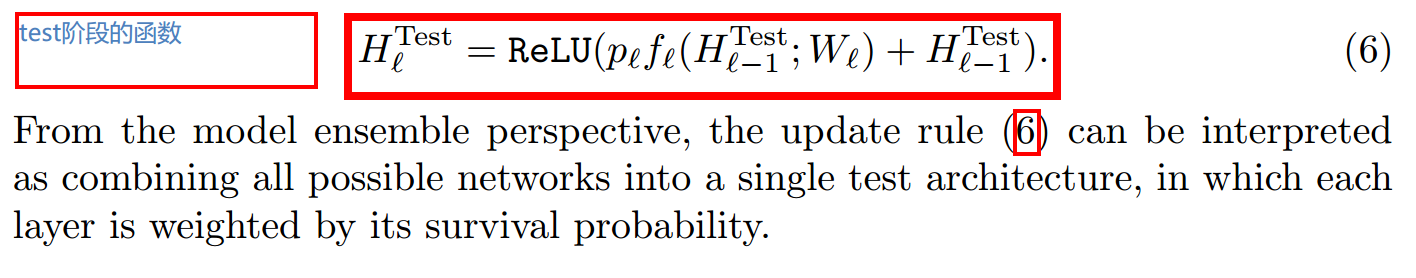 test阶段的函数
$H_{\ell}^{\text{Test}} = \texttt{ReLU}(p_{\ell} f_{\ell}(H_{\ell-1}^{\text{Test}}; W_{\ell}) + H_{\ell-1}^{\text{Test}}).$ (6)
From the model ensemble perspective, the update rule (6) can be interpreted
as combining all possible networks into a single test architecture, in which each
layer is weighted by its survival probability.